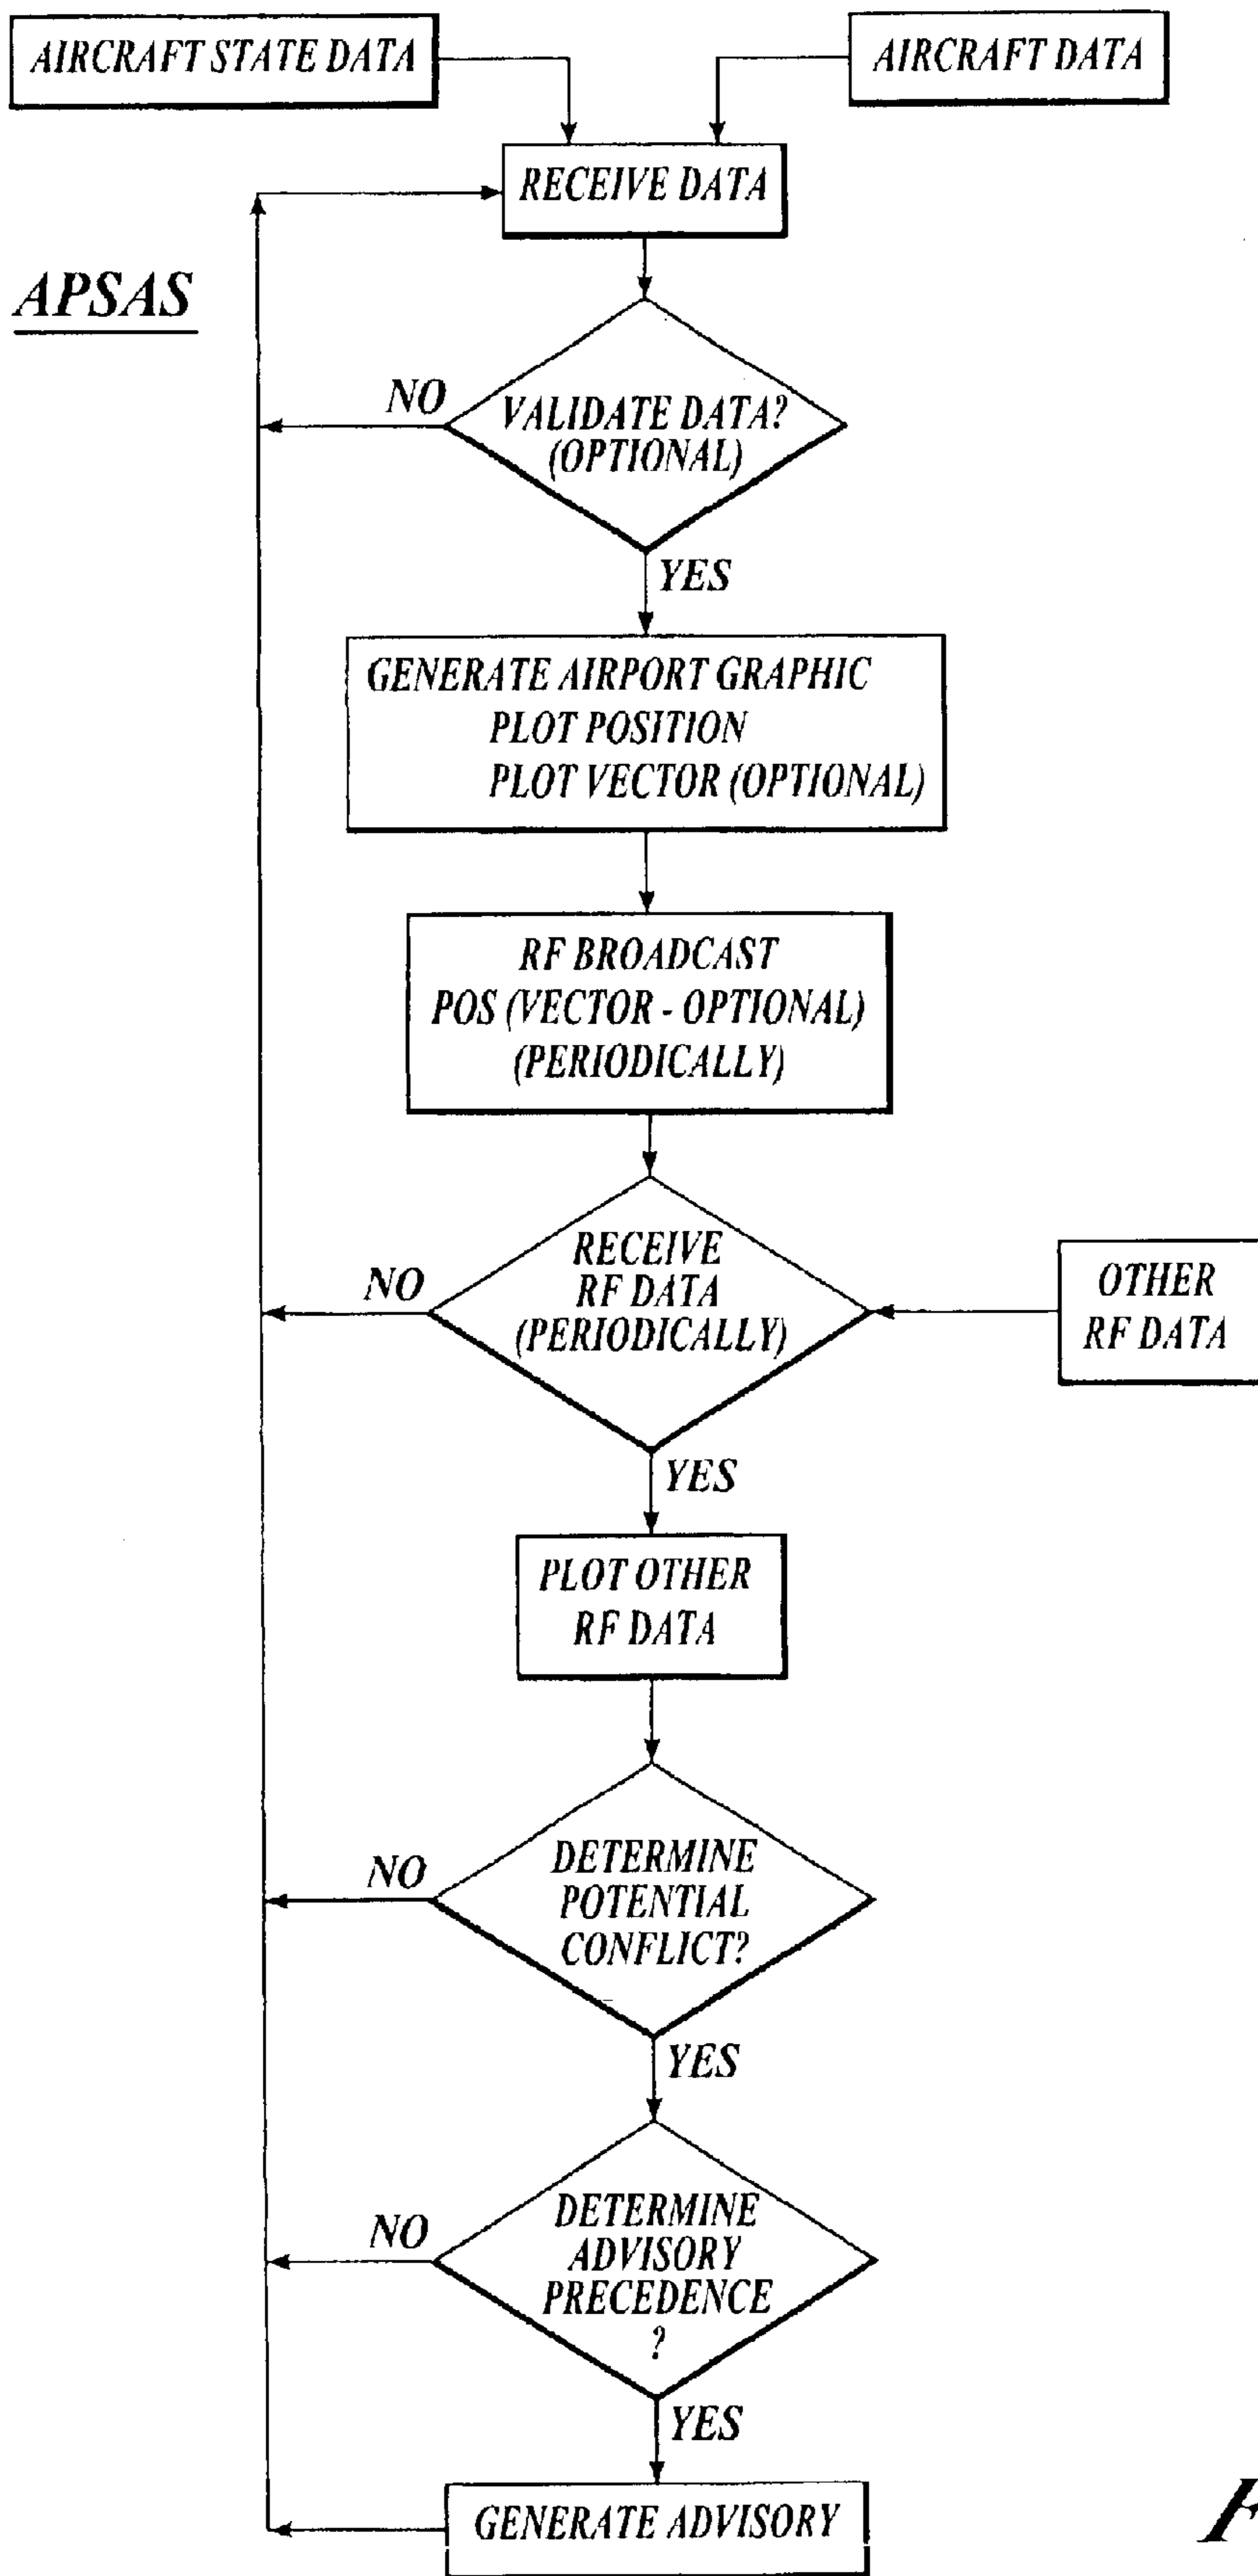 AIRCRAFT STATE DATA
AIRCRAFT DATA
RECEIVE DATA
APSAS
NO
VALIDATE DATA?
(OPTIONAL)
YES
GENERATE AIRPORT GRAPHIC
PLOT POSITION
PLOT VECTOR (OPTIONAL)
RF BROADCAST
POS (VECTOR - OPTIONAL)
(PERIODICALLY)
NO
RECEIVE
RF DATA
(PERIODICALLY)
OTHER
RF DATA
YES
PLOT OTHER
RF DATA
NO
DETERMINE
POTENTIAL
CONFLICT?
YES
NO
DETERMINE
ADVISORY
PRECEDENCE
?
YES
GENERATE ADVISORY